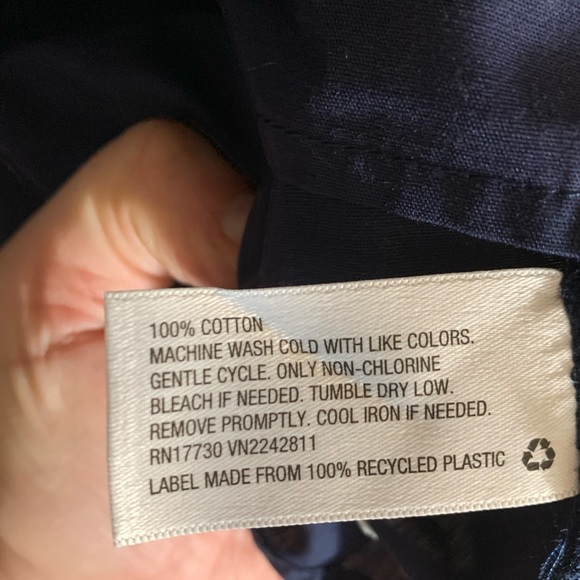 100% COTTON
MACHINE WASH COLD WITH LIKE COLORS.
GENTLE CYCLE. ONLY NON-CHLORINE
BLEACH IF NEEDED. TUMBLE DRY LOW.
REMOVE PROMPTLY. COOL IRON IF NEEDED.
RN17730 VN2242811
LABEL MADE FROM 100% RECYCLED PLASTIC